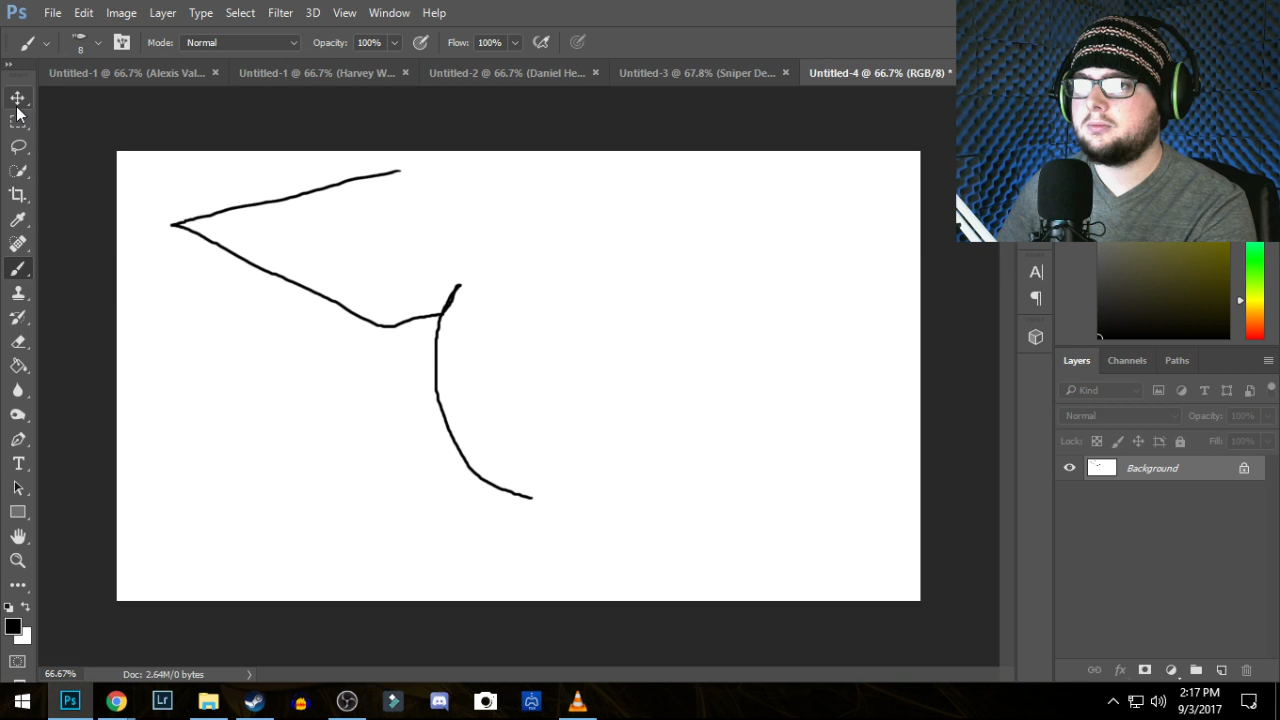 Ps File Edit Image Layer Type Select Filter 3D View Window Help
8 Mode: Normal Opacity: 100% Flow: 100%
Untitled-1 @ 66.7% (Alexis Val... × Untitled-1 @ 66.7% (Harvey W... × Untitled-2 @ 66.7% (Daniel He... × Untitled-3 @ 67.8% (Sniper De... × Untitled-4 @ 66.7% (RGB/8) *
Layers Channels Paths
Kind
Normal Opacity: 100%
Lock: Fill: 100%
Background
66.67% Doc: 2.64M/0 bytes
Ps Lr 2:17 PM
9/3/2017